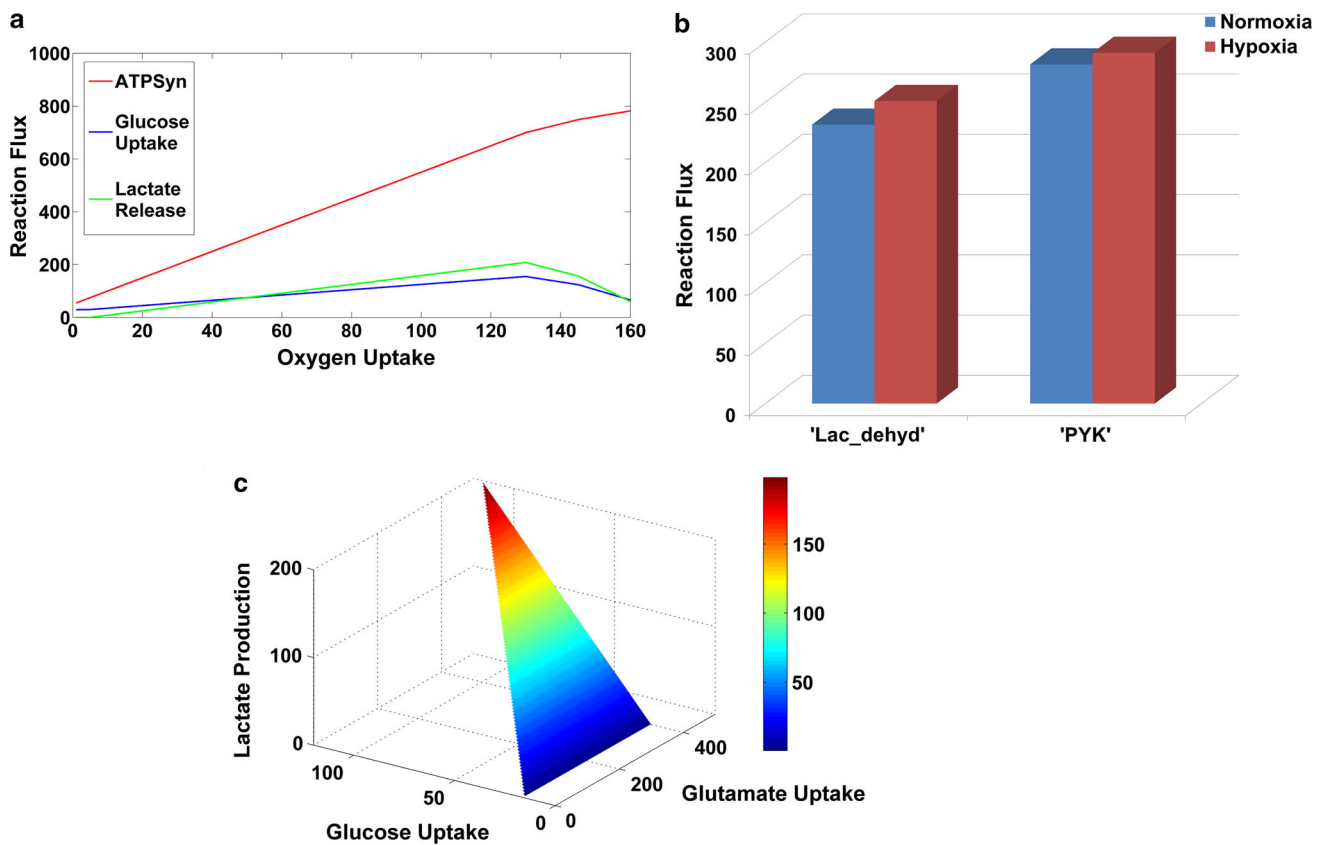 a
1000
800
600
400
200
0
Reaction Flux
ATPSyn
Glucose
Uptake
Lactate
Release
0 20 40 60 80 100 120 140 160
Oxygen Uptake
b
Normoxia
Hypoxia
300
250
200
150
100
50
0
Reaction Flux
'Lac_dehyd' 'PYK'
c
200
100
0
Lactate Production
100
50
0
Glucose Uptake
0
200
400
Glutamate Uptake
150
100
50